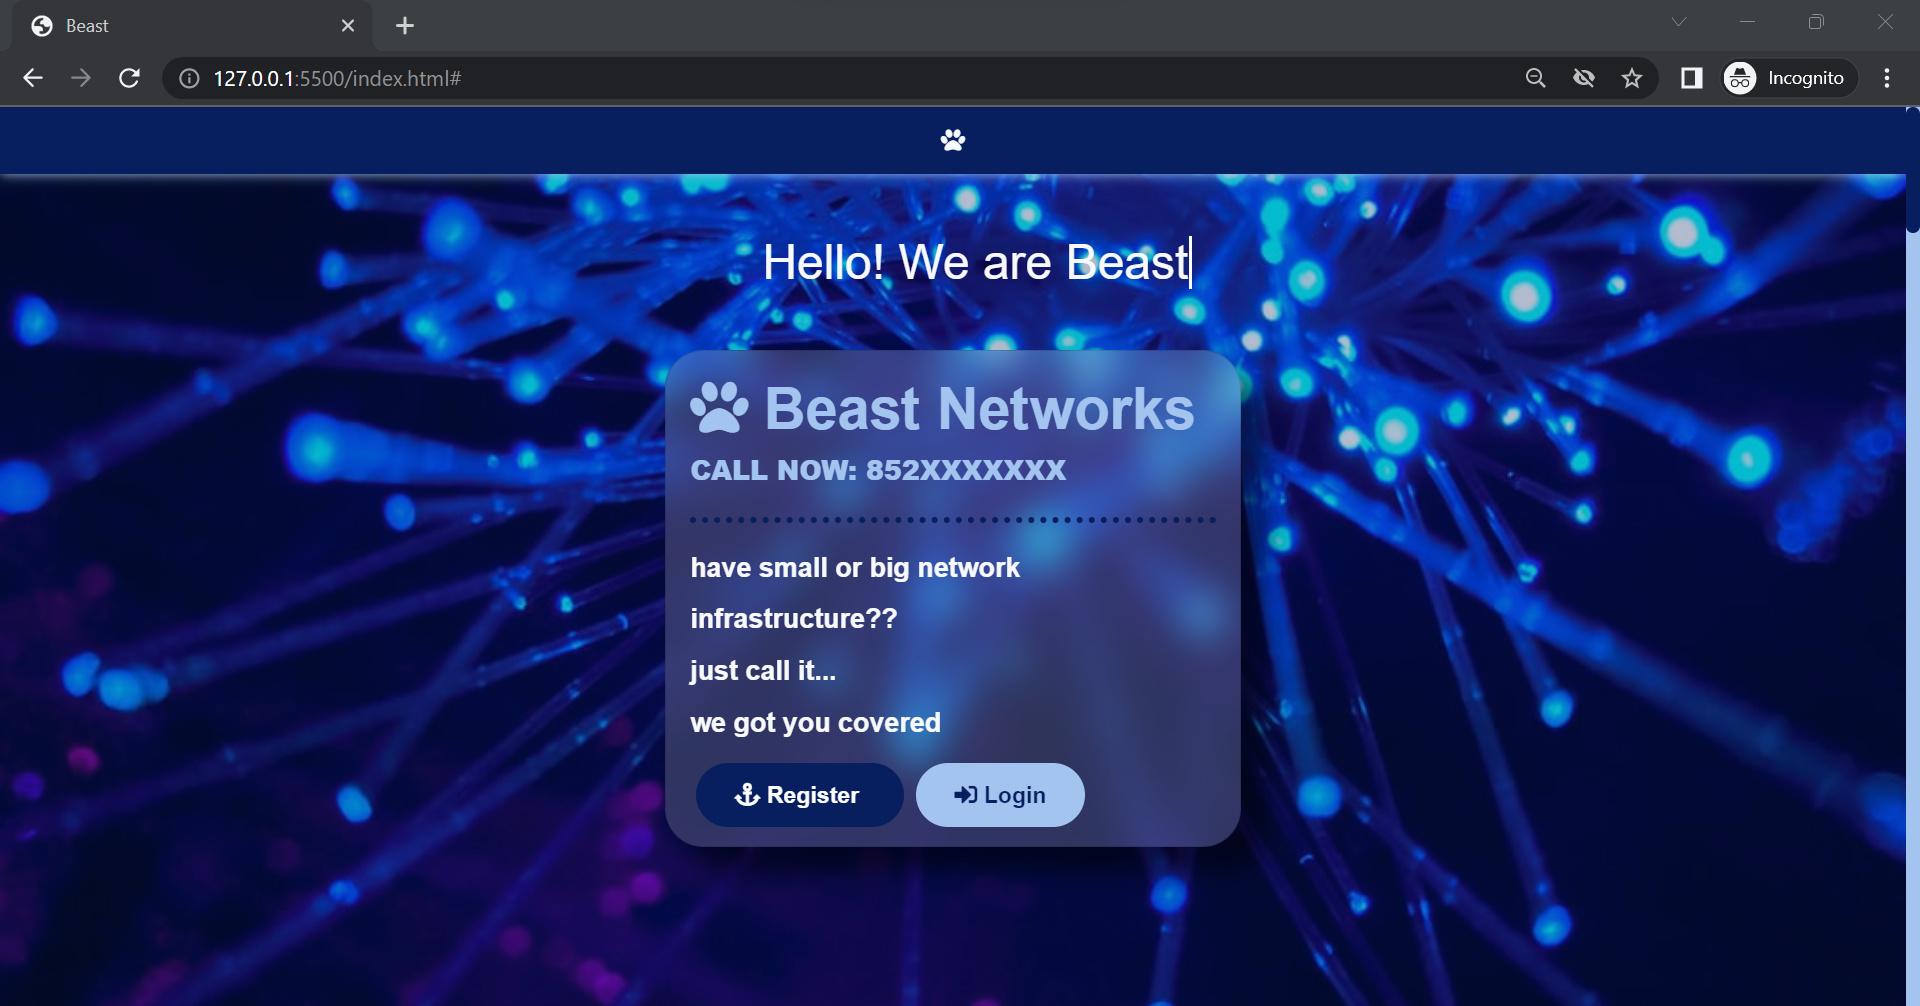 Beast
127.0.0.1:5500/index.html#
Incognito
Hello! We are Beast
Beast Networks
CALL NOW: 852XXXXXXX
have small or big network
infrastructure??
just call it...
we got you covered
Register
Login